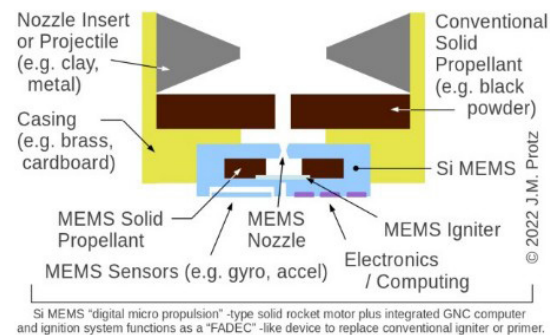 Nozzle Insert
or Projectile
(e.g. clay,
metal)
Conventional
Solid
Propellant
(e.g. black
powder)
Casing
(e.g. brass,
cardboard)
Si MEMS
MEMS Solid
Propellant
MEMS
Nozzle
MEMS Igniter
MEMS Sensors (e.g. gyro, accel)
Electronics
/ Computing
© 2022 J.M. Protz
Si MEMS “digital micro propulsion” -type solid rocket motor plus integrated GNC computer
and ignition system functions as a “FADEC” -like device to replace conventional igniter or primer.